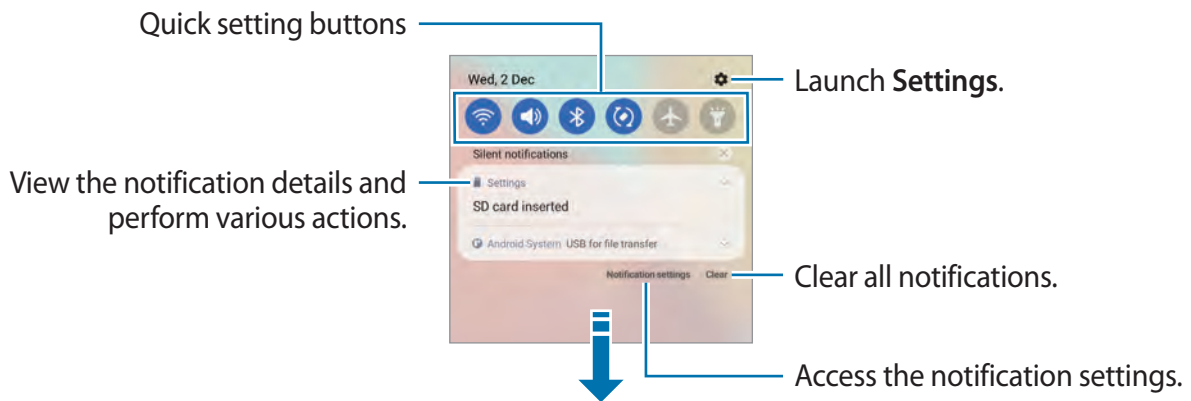 Quick setting buttons
Wed, 2 Dec
Launch Settings.
Silent notifications
View the notification details and
perform various actions.
Settings
SD card inserted
Android System USB for file transfer
Notification settings Clear
Clear all notifications.
Access the notification settings.